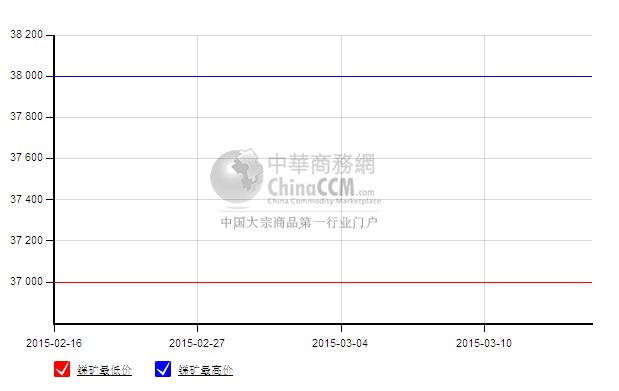 38 200
38 000
37 800
37 600
37 400
37 200
37 000
中華商務網
ChinaCCM.com
China Commodity Marketplace
中国大宗商品第一行业门户
2015-02-16
2015-02-27
2015-03-04
2015-03-10
锑矿最低价
锑矿最高价